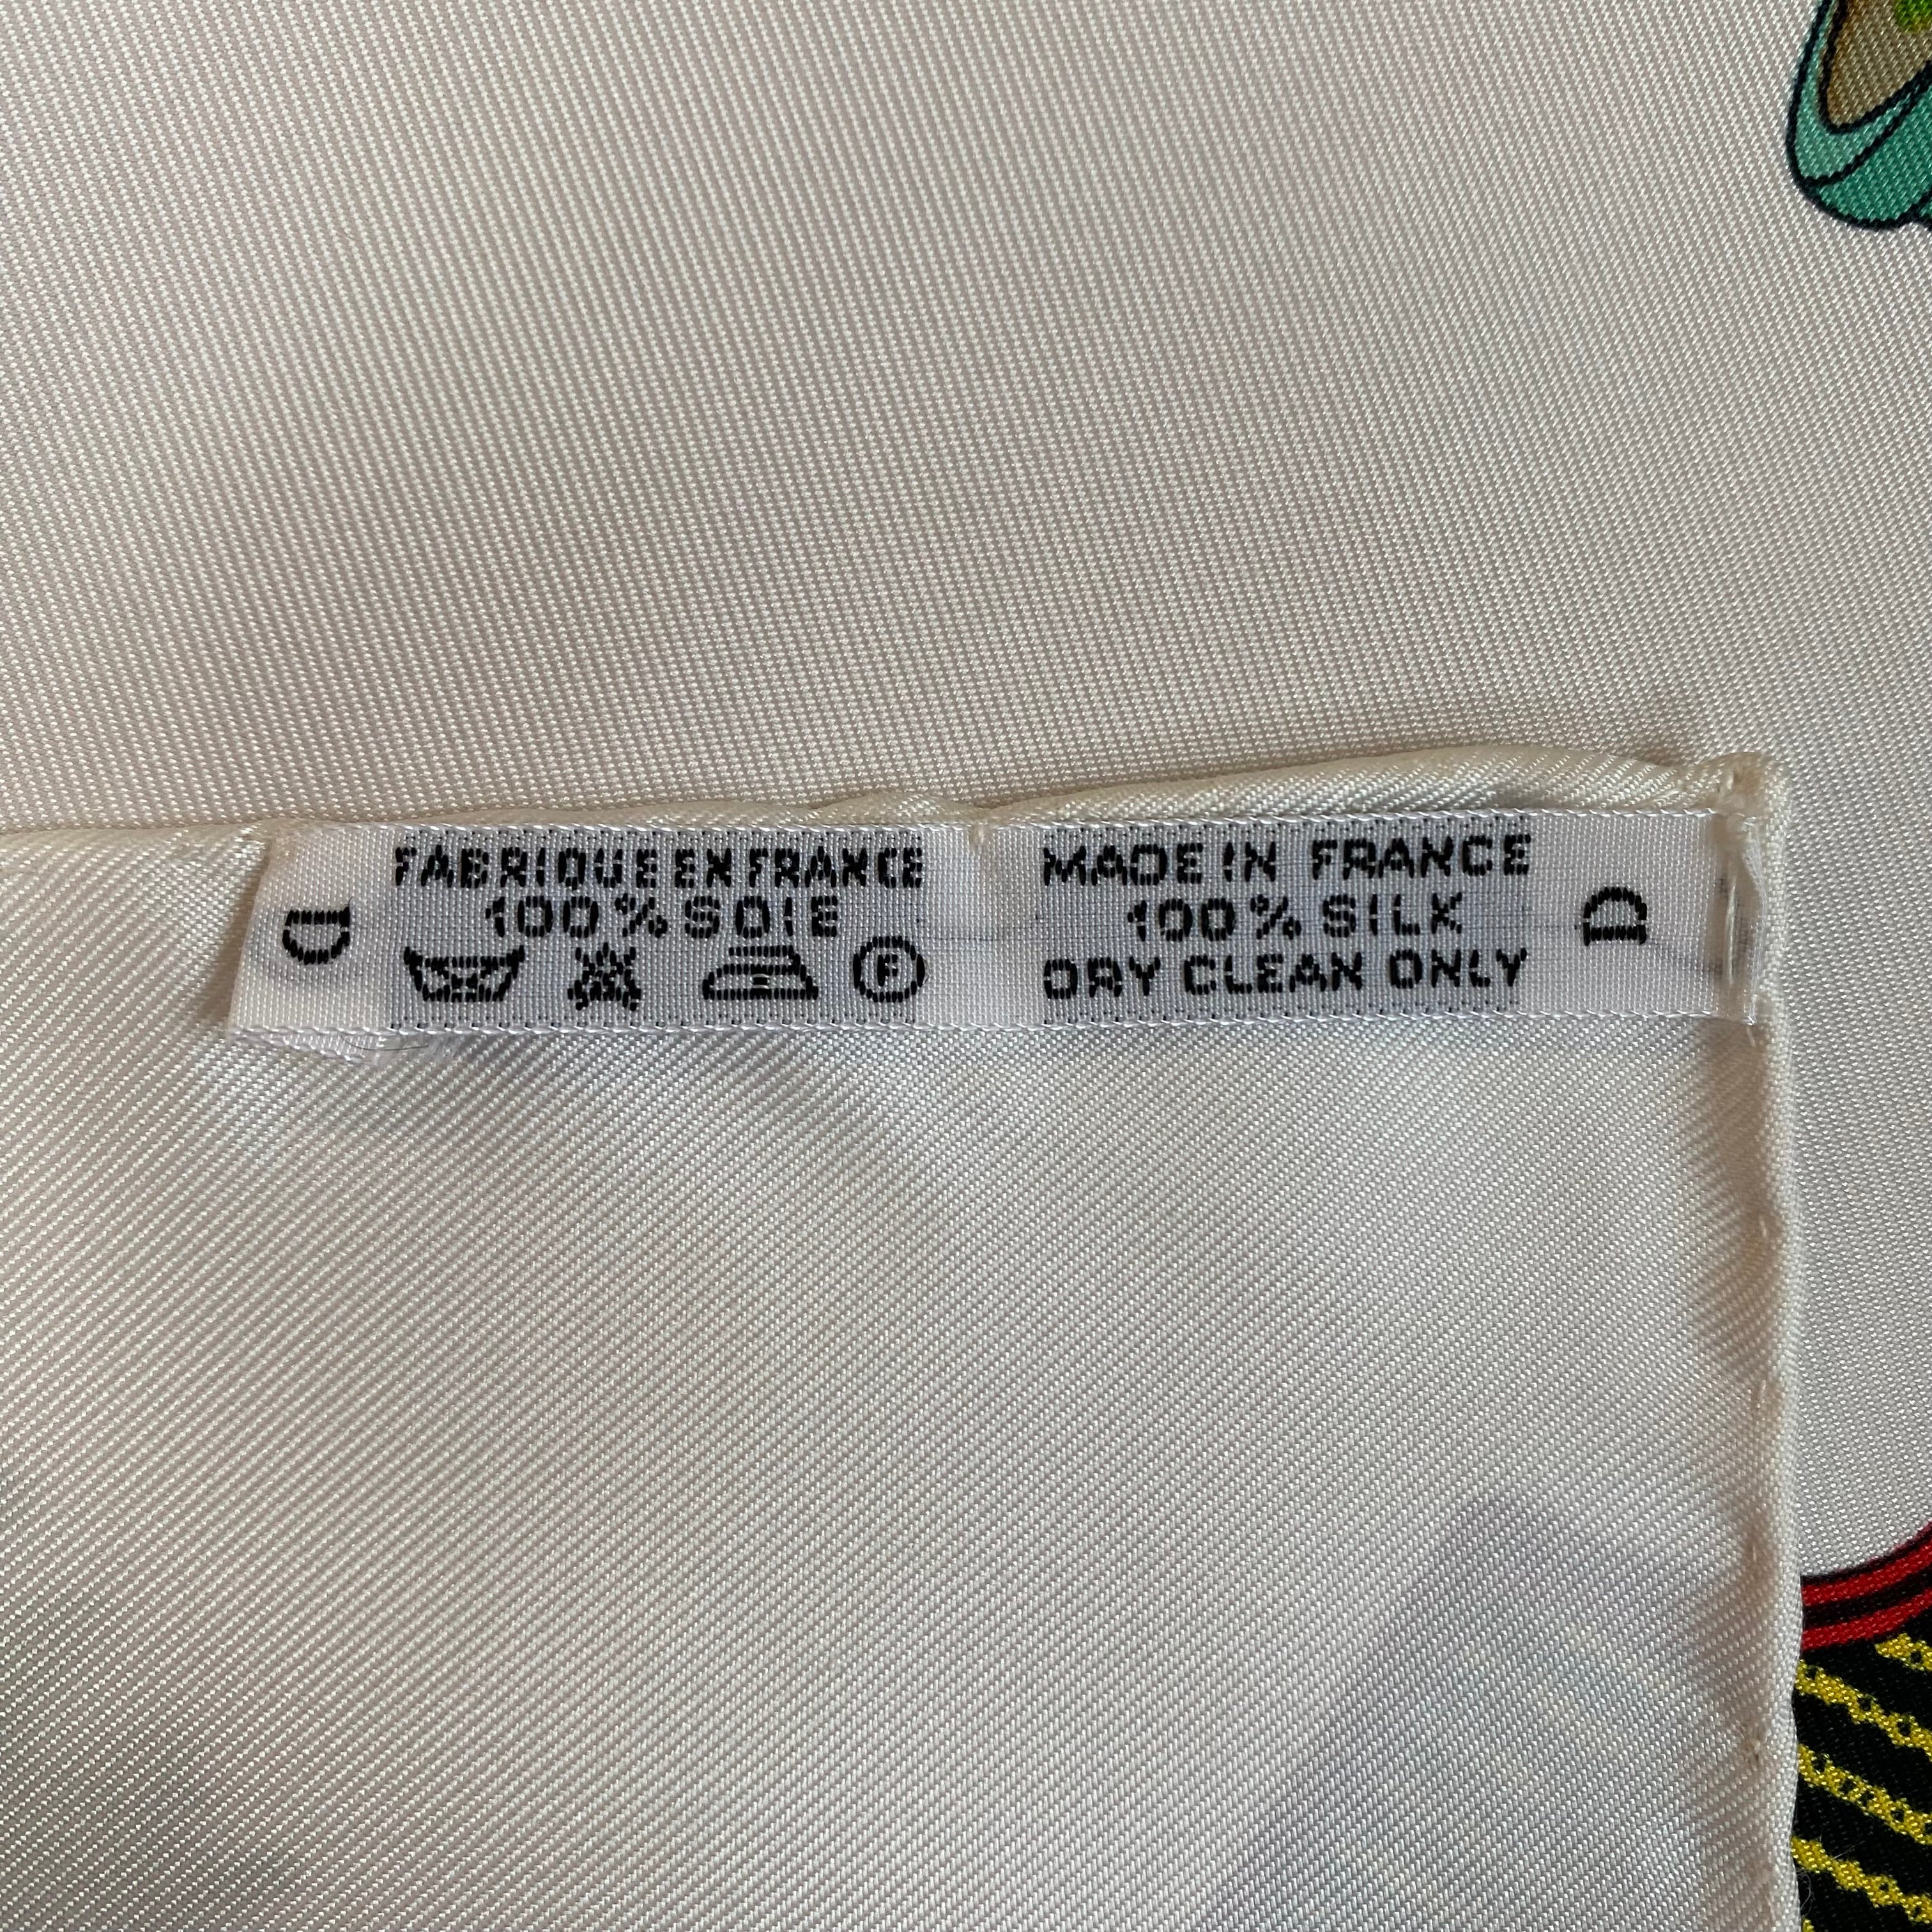 D
FABRIQUE EN FRANCE
100% SOIE
F
MADE IN FRANCE
100% SILK
DRY CLEAN ONLY
D